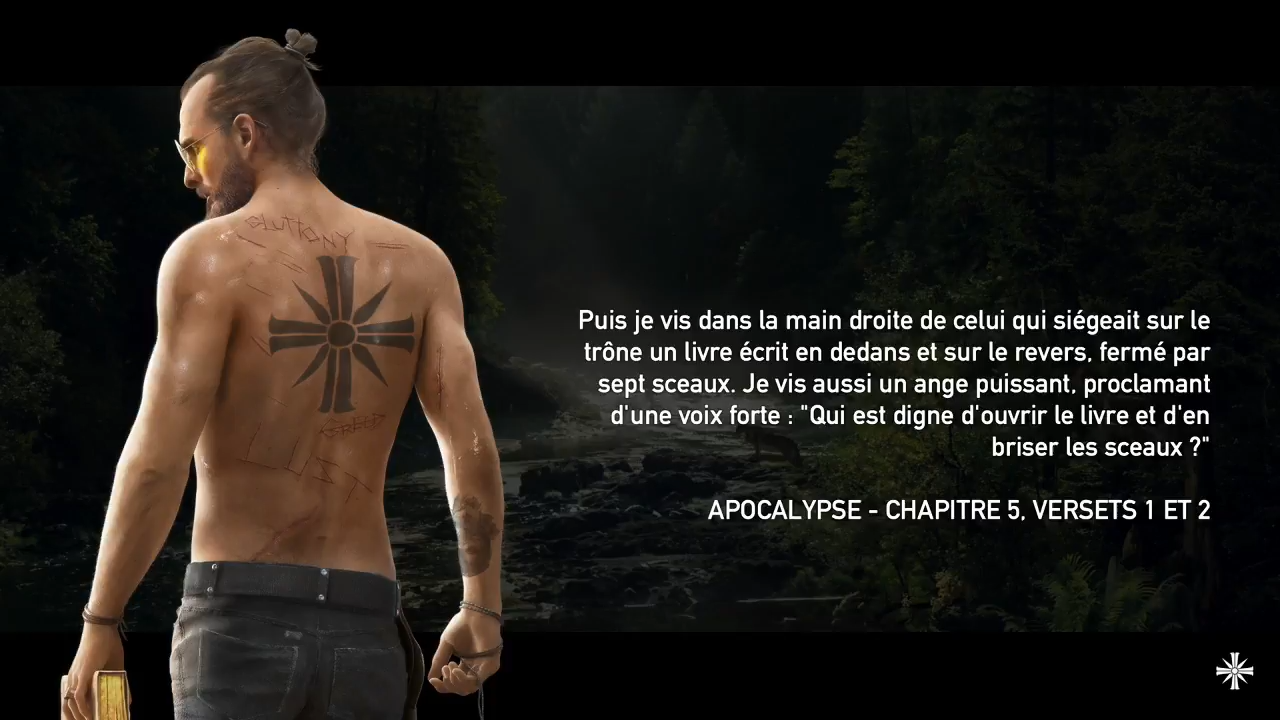 GLUTTONY
GREED
LUST
Puis je vis dans la main droite de celui qui siégeait sur le
trône un livre écrit en dedans et sur le revers, fermé par
sept sceaux. Je vis aussi un ange puissant, proclamant
d'une voix forte : "Qui est digne d'ouvrir le livre et d'en
briser les sceaux ?"
APOCALYPSE - CHAPITRE 5, VERSETS 1 ET 2